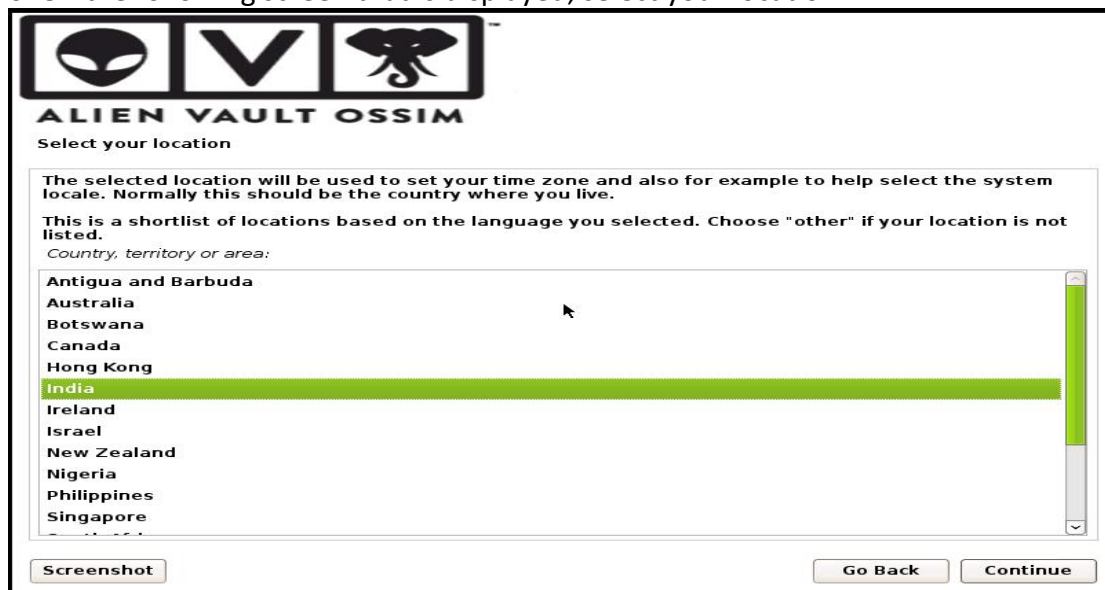 ALIEN VAULT OSSIM
Select your location
The selected location will be used to set your time zone and also for example to help select the system
locale. Normally this should be the country where you live.
This is a shortlist of locations based on the language you selected. Choose "other" if your location is not
listed.
Country, territory or area:
Antigua and Barbuda
Australia
Botswana
Canada
Hong Kong
India
Ireland
Israel
New Zealand
Nigeria
Philippines
Singapore
Screenshot
Go Back
Continue